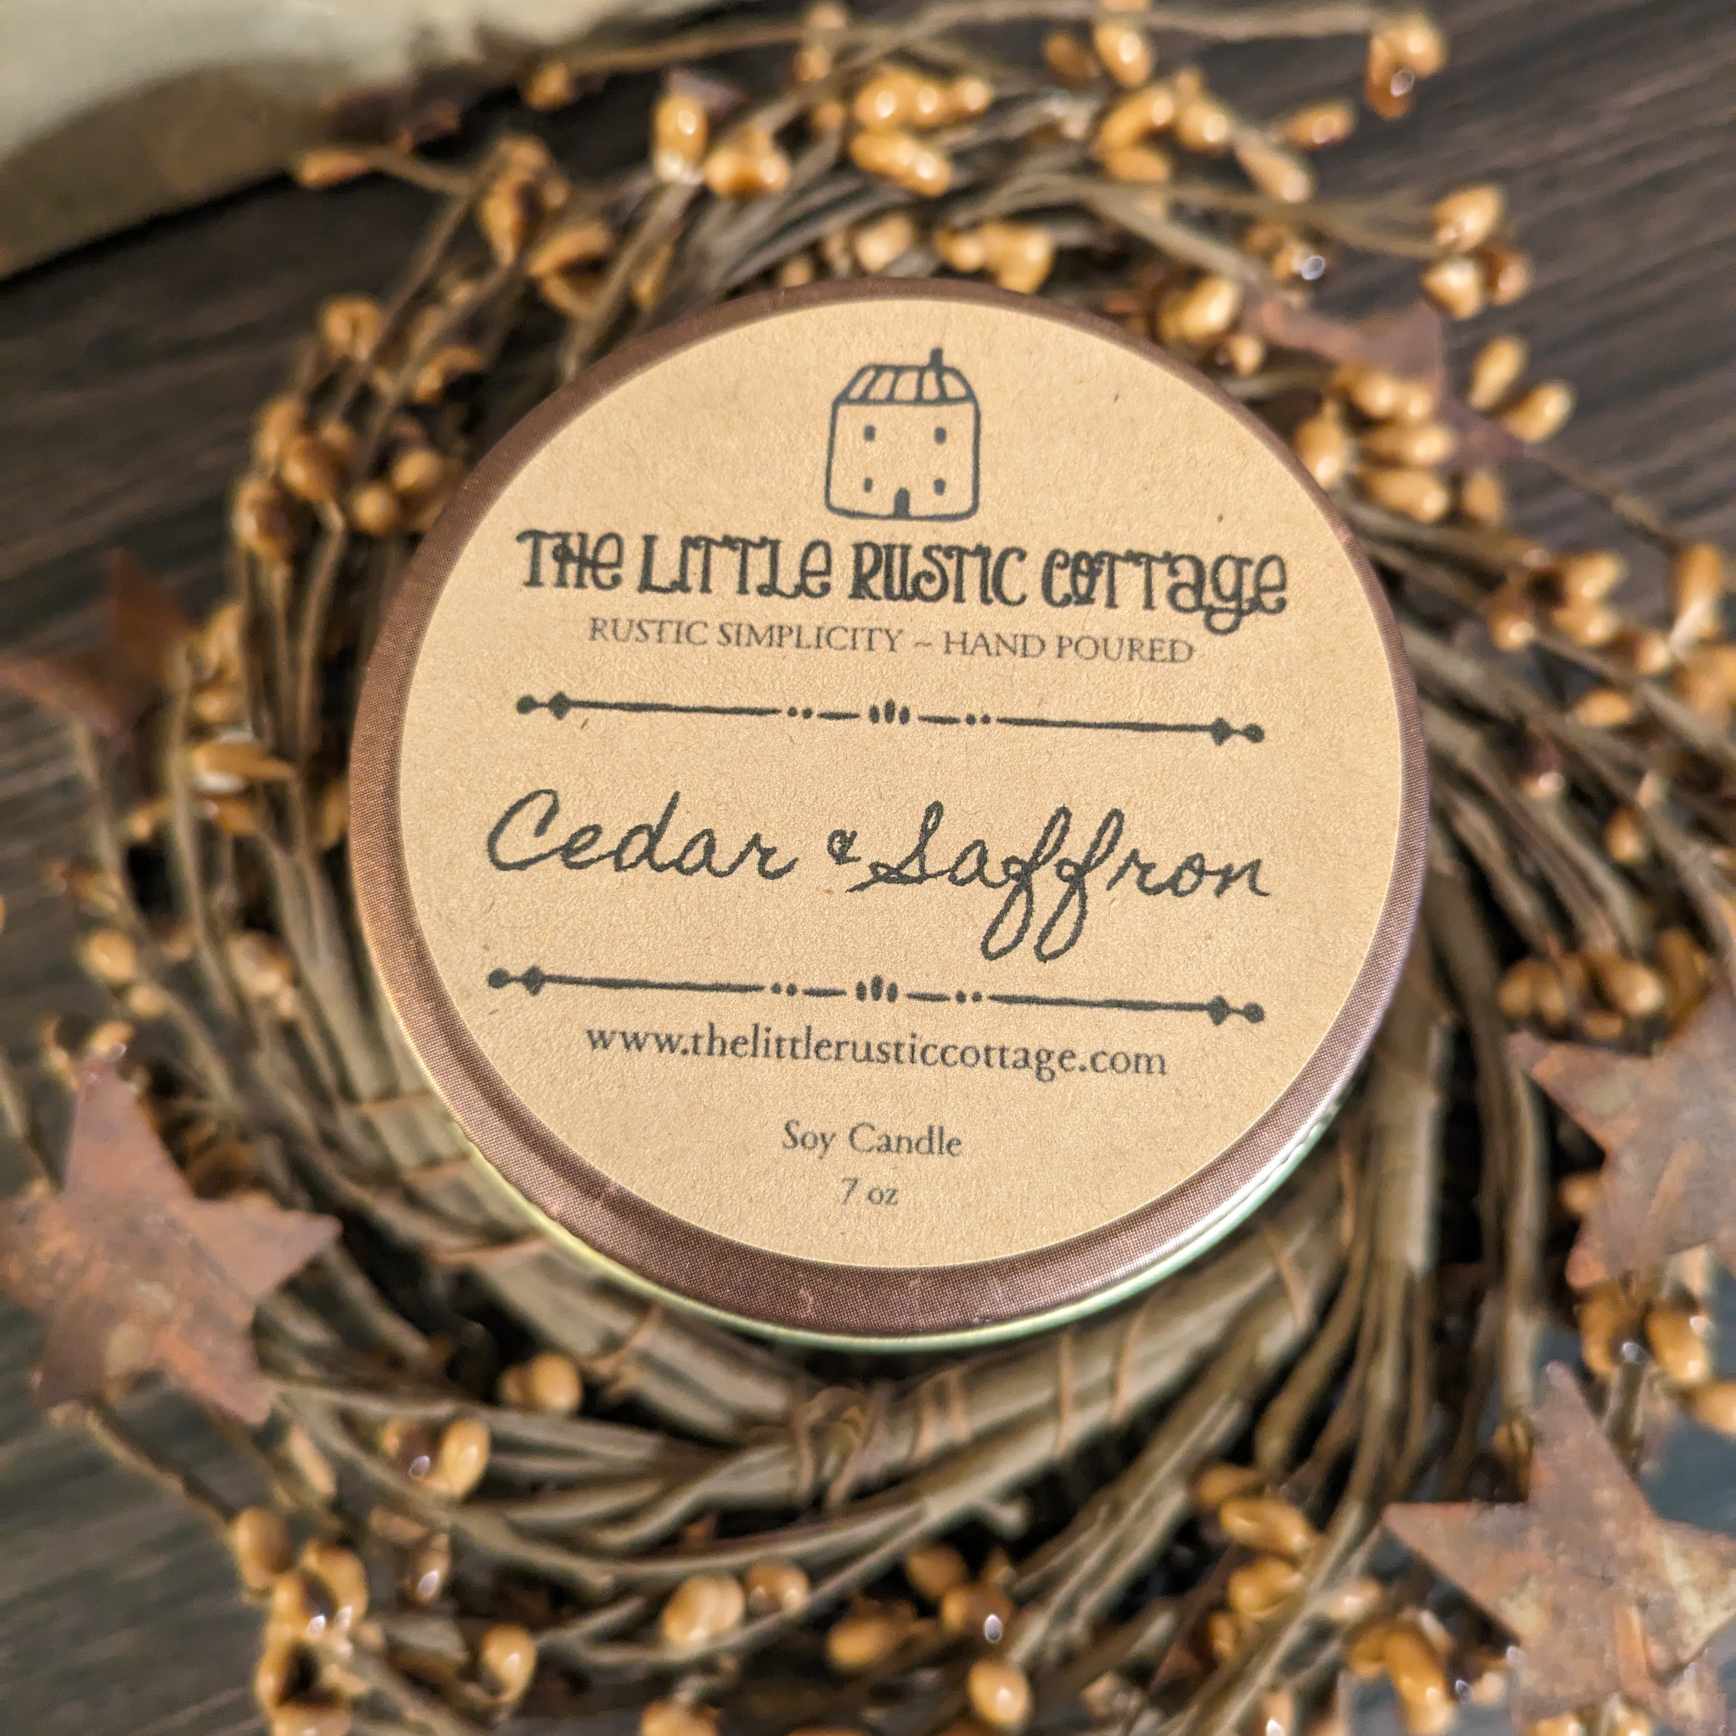 THE LITTLE RUSTIC COTTAGE
RUSTIC SIMPLICITY ~ HAND POURED
Cedar & Saffron
www.thelittlerusticcottage.com
Soy Candle
7 oz